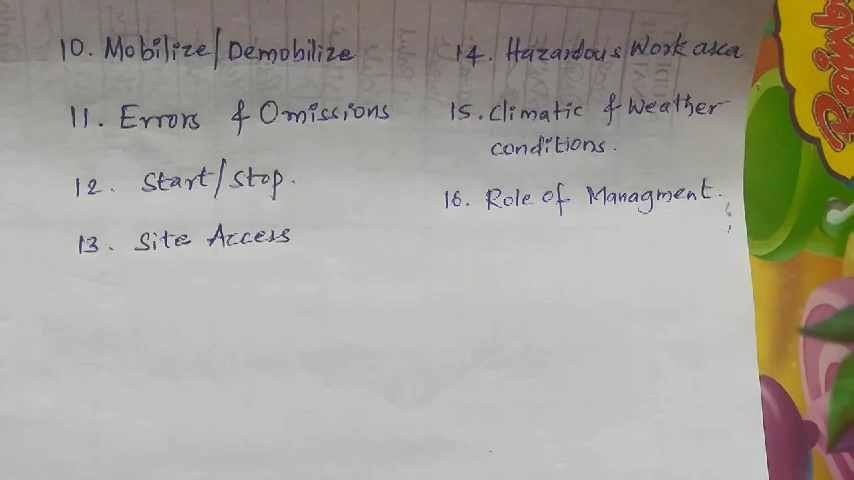 10. Mobilize/Demobilize
11. Errors & Omissions
12. Start/Stop.
13. Site Access
14. Hazardous Work area
15. Climatic & Weather
conditions.
16. Role of Managment.